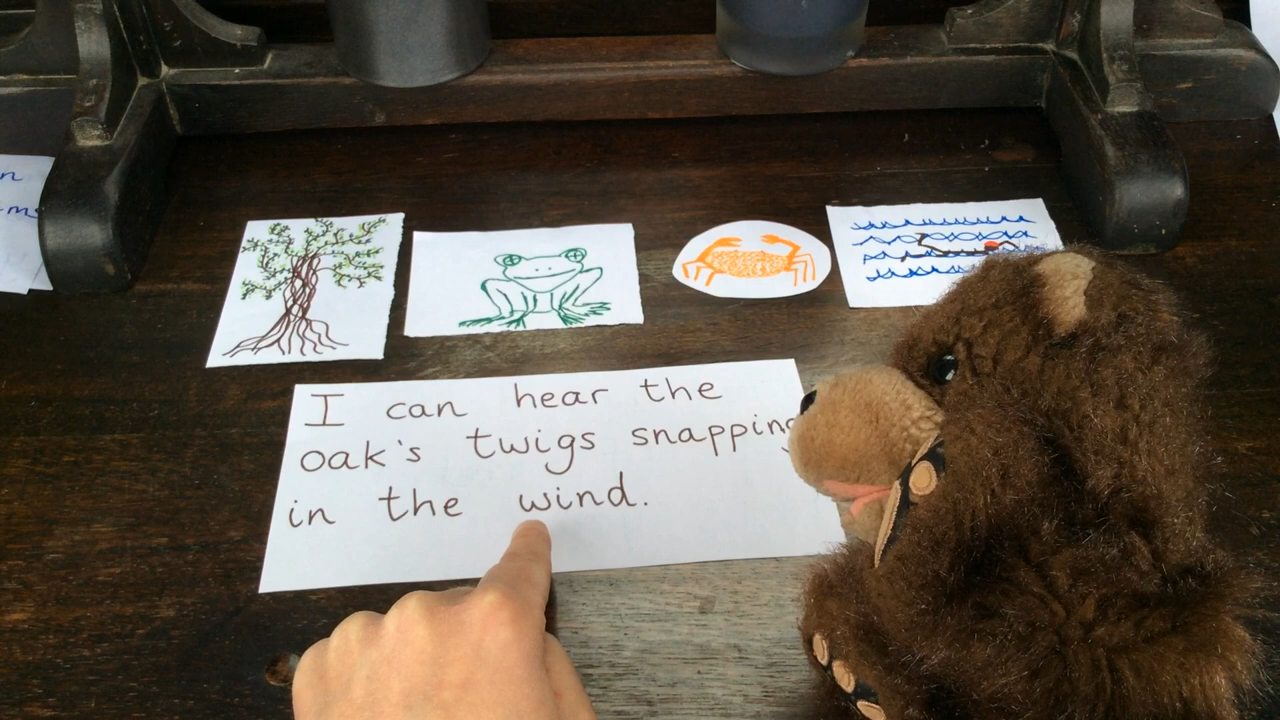 I can hear the
oak's twigs snapping
in the wind.